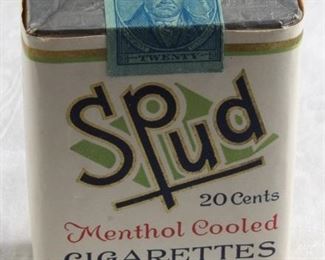 TWENTY
Spud
20 Cents
Menthol Cooled
CIGARETTES